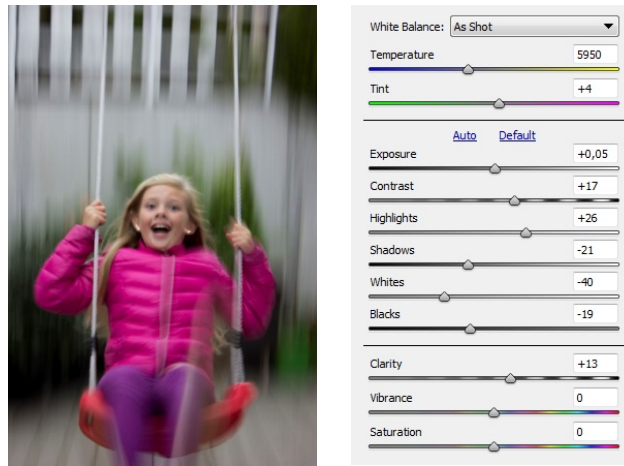 White Balance: As Shot
Temperature 5950
Tint +4
Auto Default
Exposure +0,05
Contrast +17
Highlights +26
Shadows -21
Whites -40
Blacks -19
Clarity +13
Vibrance 0
Saturation 0